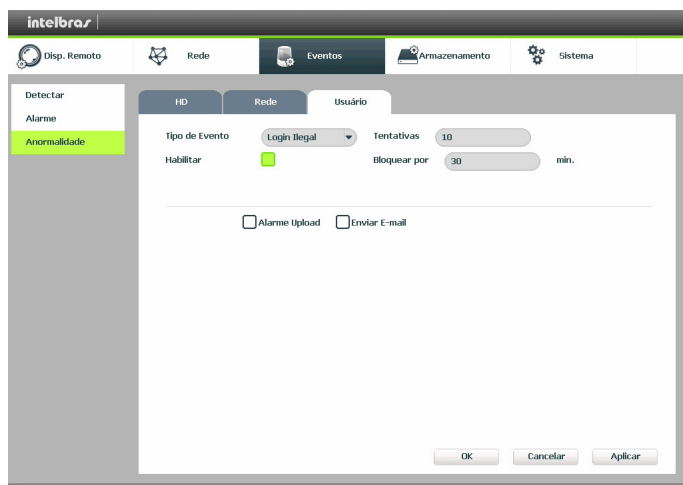 intelbras
Disp. Remoto Rede Eventos Armazenamento Sistema
Detectar
Alarme
Anormalidade
HD Rede Usuário
Tipo de Evento Login Ilegal Tentativas 10
Habilitar Bloquear por 30 min.
Alarme Upload Enviar E-mail
OK Cancelar Aplicar